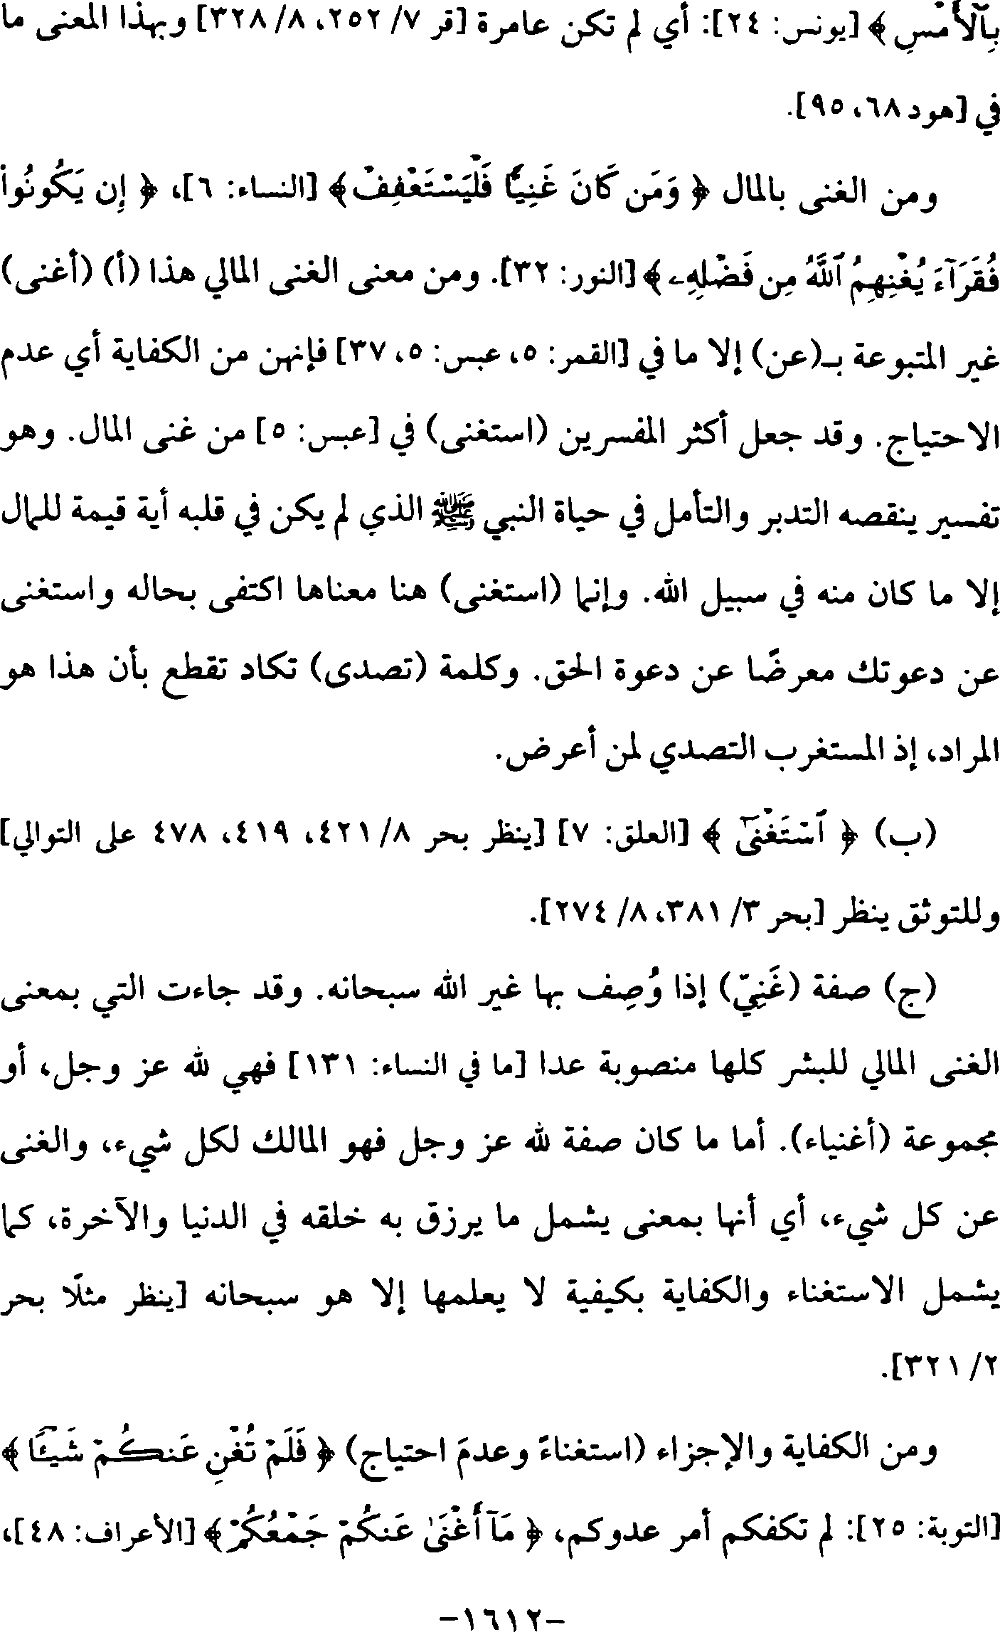 بِٱلۡأَمۡسِ ﴾ [يونس: ٢٤]: أي لم تكن عامرة [قر ٧/ ٢٥٢، ٨/ ٣٢٨] وبهذا المعنى ما
في [هود ٦٨، ٩٥].
ومن الغنى بالمال ﴿ وَمَن كَانَ غَنِيّٗا فَلۡيَسۡتَعۡفِفۡ ﴾ [النساء: ٦]، ﴿ إِن يَكُونُواْ
فُقَرَآءَ يُغۡنِهِمُ ٱللَّهُ مِن فَضۡلِهِۦ ﴾ [النور: ٣٢]. ومن معنى الغنى المالي هذا (أ) (أغنى)
غير المتبوعة بـ(عن) إلا ما في [القمر: ٥، عبس: ٥، ٣٧] فإنهن من الكفاية أي عدم
الاحتياج. وقد جعل أكثر المفسرين (استغنى) في [عبس: ٥] من غنى المال. وهو
تفسير ينقصه التدبر والتأمل في حياة النبي ﷺ الذي لم يكن في قلبه أية قيمة للمال
إلا ما كان منه في سبيل الله. وإنما (استغنى) هنا معناها اكتفى بحاله واستغنى
عن دعوتك معرضًا عن دعوة الحق. وكلمة (تصدى) تكاد تقطع بأن هذا هو
المراد، إذ المستغرب التصدي لمن أعرض.
(ب) ﴿ ٱسۡتَغۡنَىٰٓ ﴾ [العلق: ٧] [ينظر بحر ٨/ ٤٢١، ٤١٩، ٤٧٨ على التوالي]
وللتوثق ينظر [بحر ٣/ ٣٨١، ٨/ ٢٧٤].
(ج) صفة (غَنِيّ) إذا وُصِف بها غير الله سبحانه. وقد جاءت التي بمعنى
الغنى المالي للبشر كلها منصوبة عدا [ما في النساء: ١٣١] فهي لله عز وجل، أو
مجموعة (أغنياء). أما ما كان صفة لله عز وجل فهو المالك لكل شيء، والغنى
عن كل شيء، أي أنها بمعنى يشمل ما يرزق به خلقه في الدنيا والآخرة، كما
يشمل الاستغناء والكفاية بكيفية لا يعلمها إلا هو سبحانه [ينظر مثلًا بحر
٢/ ٣٢١].
ومن الكفاية والإجزاء (استغناءً وعدمَ احتياج) ﴿ فَلَمۡ تُغۡنِ عَنكُمۡ شَيۡـٔٗا ﴾
[التوبة: ٢٥]: لم تكفكم أمر عدوكم، ﴿ مَآ أَغۡنَىٰ عَنكُمۡ جَمۡعُكُمۡ ﴾ [الأعراف: ٤٨]،
-١٦١٢-